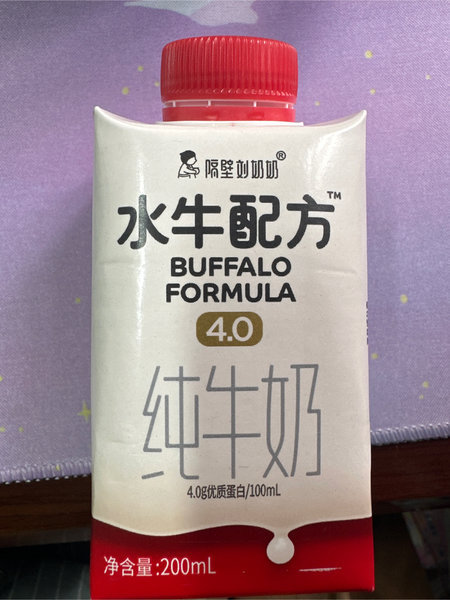 隔壁刘奶奶®
水牛配方™
BUFFALO
FORMULA
4.0
纯牛奶
4.0g优质蛋白/100mL
净含量:200mL